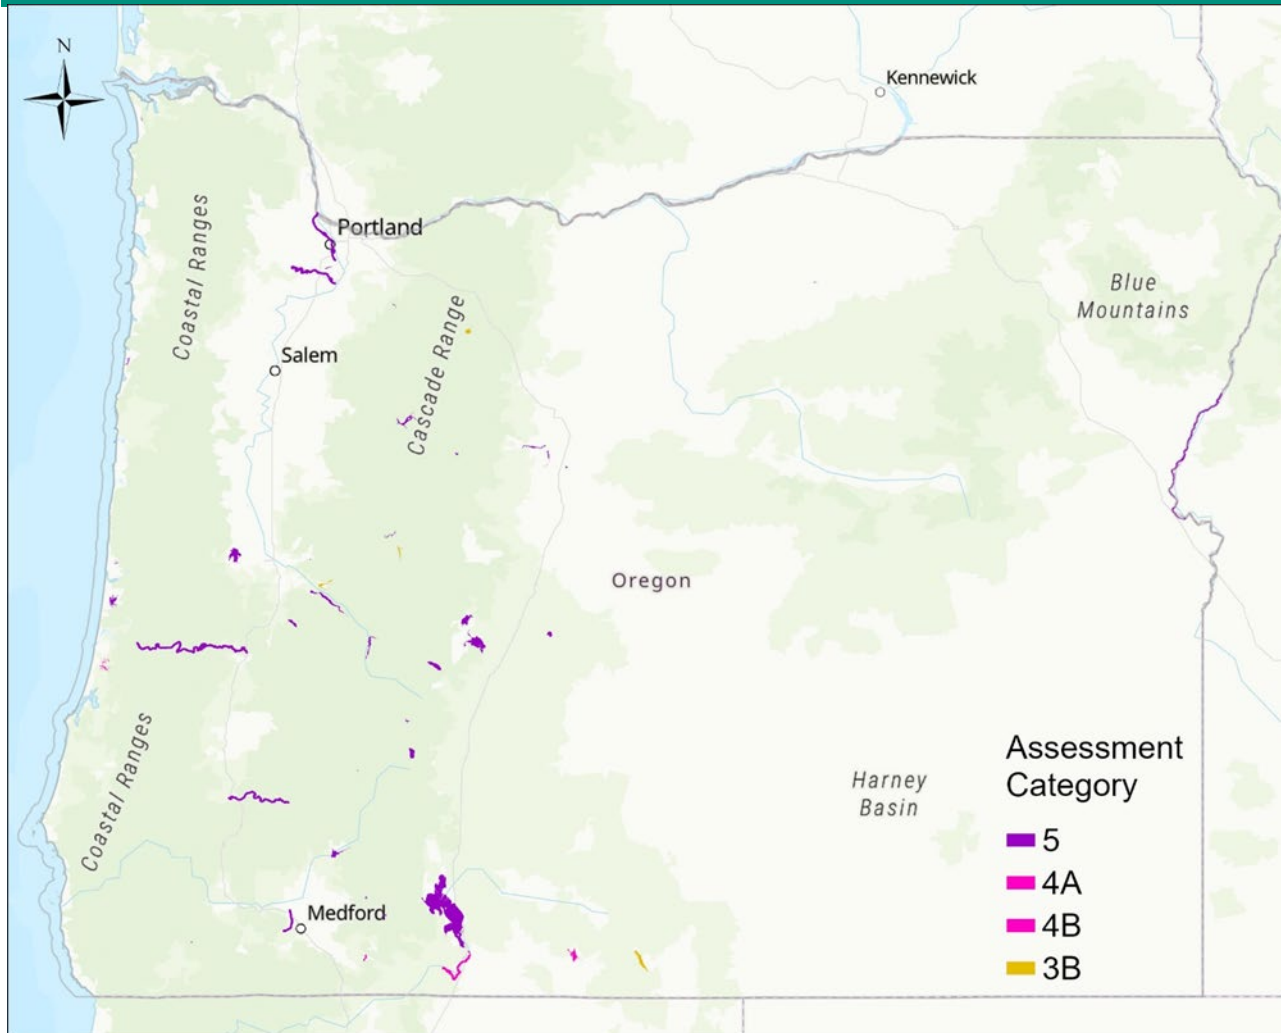 N
Kennewick
Coastal Ranges
Portland
Blue
Mountains
Cascade Range
Salem
Oregon
Coastal Ranges
Harney
Basin
Medford
Assessment
Category
5
4A
4B
3B